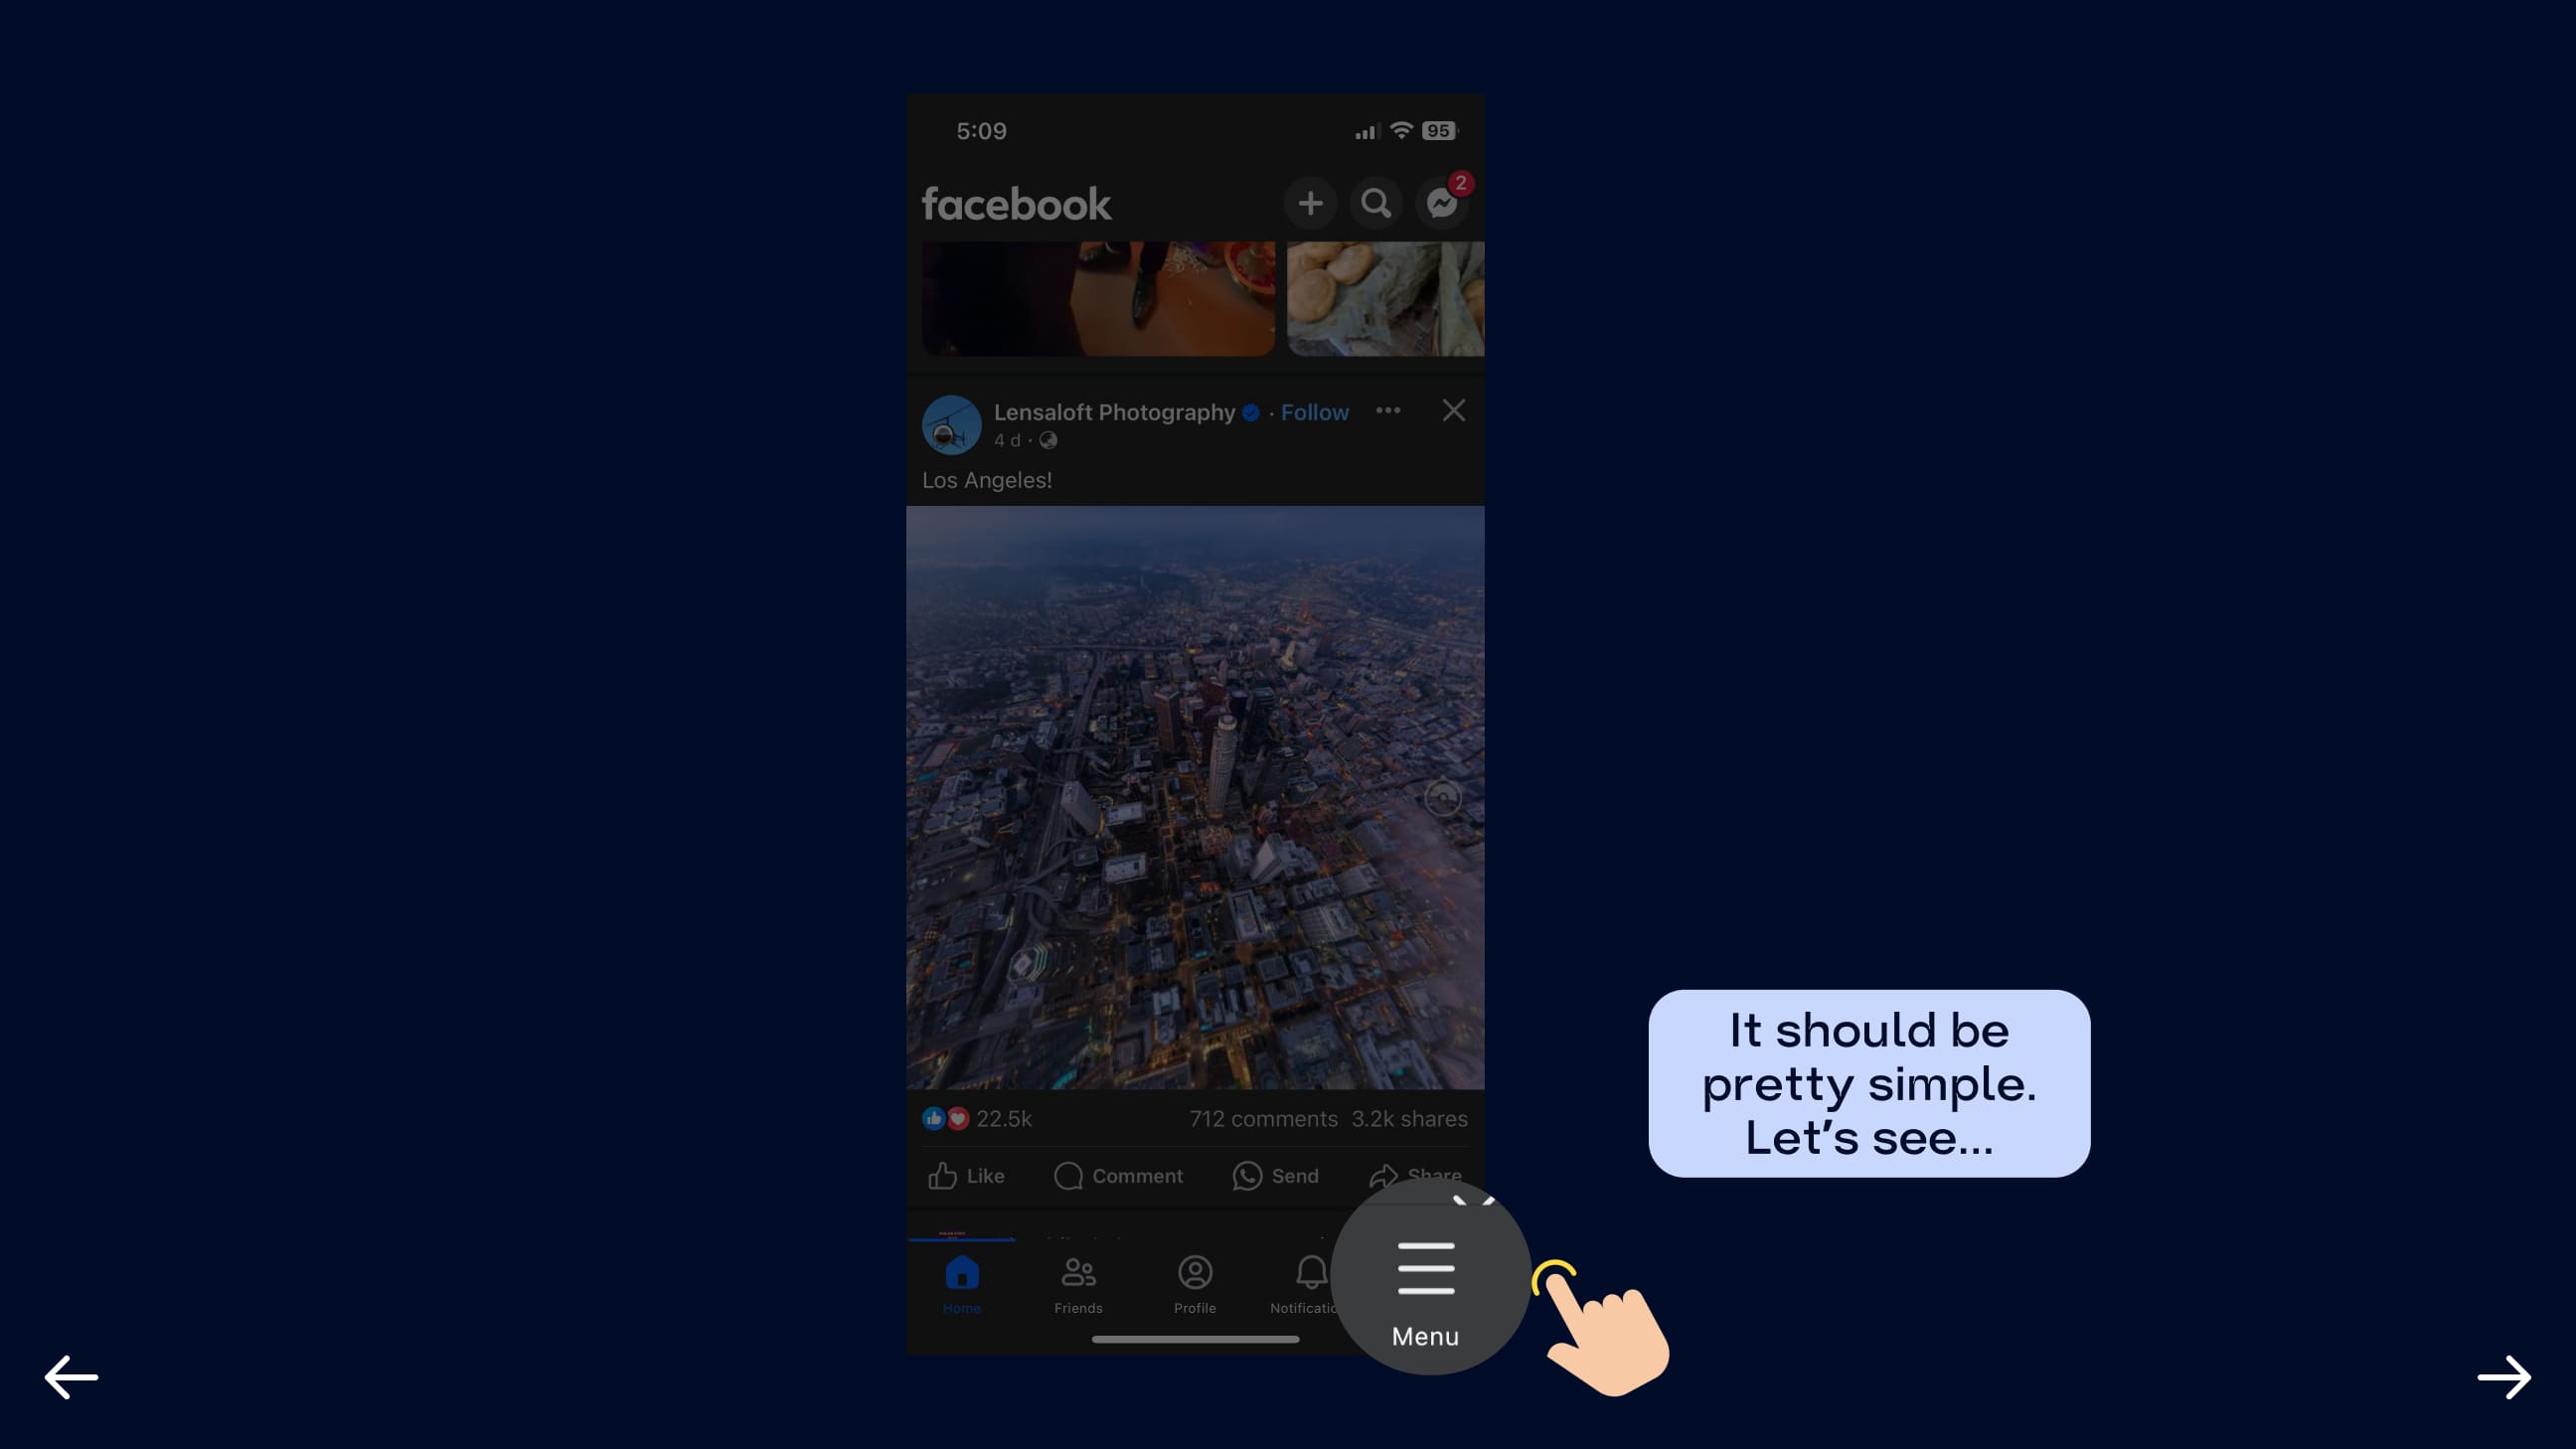 5:09
95
facebook
2
Lensaloft Photography · Follow
4 d ·
Los Angeles!
22.5k 712 comments 3.2k shares
Like Comment Send Share
Home Friends Profile Menu
It should be
pretty simple.
Let's see...